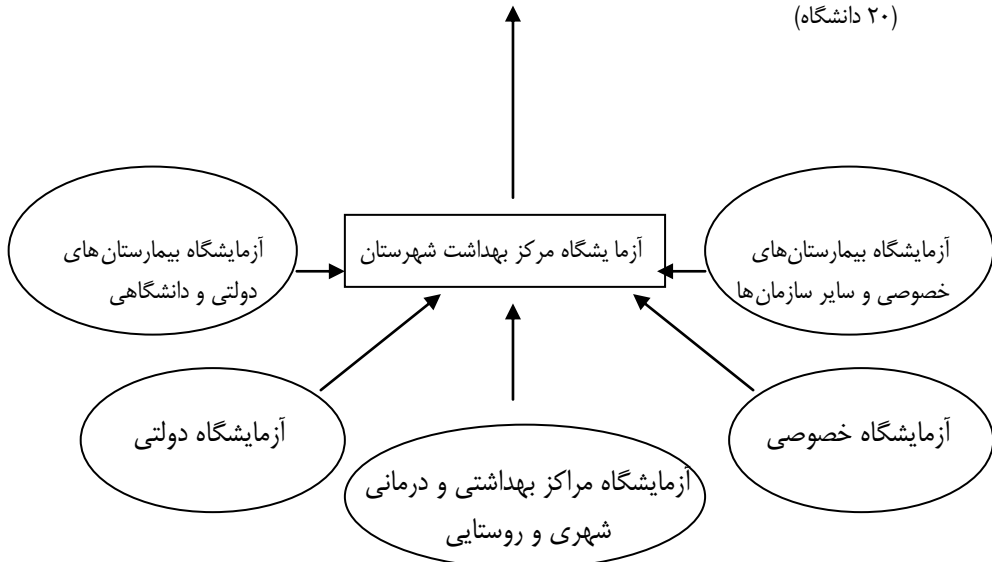 (۲۰ دانشگاه)
آزمایشگاه بیمارستان‌های
خصوصی و سایر سازمان‌ها
آزما یشگاه مرکز بهداشت شهرستان
آزمایشگاه بیمارستان‌های
دولتی و دانشگاهی
آزمایشگاه خصوصی
آزمایشگاه مراکز بهداشتی و درمانی
شهری و روستایی
آزمایشگاه دولتی